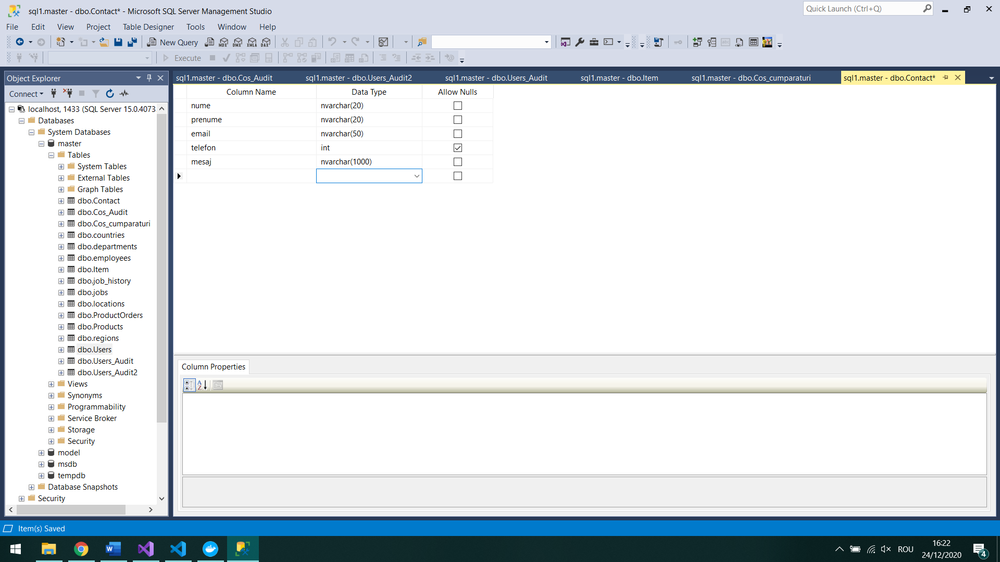 sql1.master - dbo.Contact* - Microsoft SQL Server Management Studio
Quick Launch (Ctrl+Q)
File Edit View Project Table Designer Tools Window Help
New Query MDX DMX XMLA DAX
Execute
Object Explorer
sql1.master - dbo.Cos_Audit sql1.master - dbo.Users_Audit2 sql1.master - dbo.Users_Audit sql1.master - dbo.Item sql1.master - dbo.Cos_cumparaturi sql1.master - dbo.Contact*
Connect
localhost, 1433 (SQL Server 15.0.4073
Databases
System Databases
master
Tables
System Tables
External Tables
Graph Tables
dbo.Contact
dbo.Cos_Audit
dbo.Cos_cumparaturi
dbo.countries
dbo.departments
dbo.employees
dbo.Item
dbo.job_history
dbo.jobs
dbo.locations
dbo.ProductOrders
dbo.Products
dbo.regions
dbo.Users
dbo.Users_Audit
dbo.Users_Audit2
Views
Synonyms
Programmability
Service Broker
Storage
Security
model
msdb
tempdb
Database Snapshots
Security
Column Name Data Type Allow Nulls
nume nvarchar(20)
prenume nvarchar(20)
email nvarchar(50)
telefon int
mesaj nvarchar(1000)
Column Properties
Item(s) Saved
ROU
16:22
24/12/2020
4